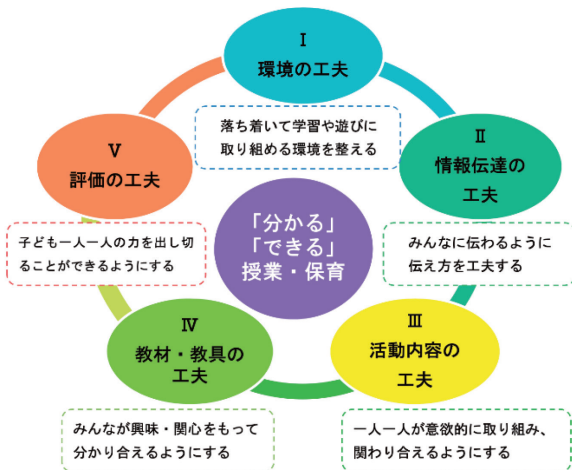 Ⅰ
環境の工夫
落ち着いて学習や遊びに
取り組める環境を整える
Ⅱ
情報伝達の
工夫
みんなに伝わるように
伝え方を工夫する
Ⅲ
活動内容の
工夫
一人一人が意欲的に取り組み、
関わり合えるようにする
Ⅳ
教材・教具の
工夫
みんなが興味・関心をもって
分かり合えるようにする
Ⅴ
評価の工夫
子ども一人一人の力を出し切
ることができるようにする
「分かる」
「できる」
授業・保育